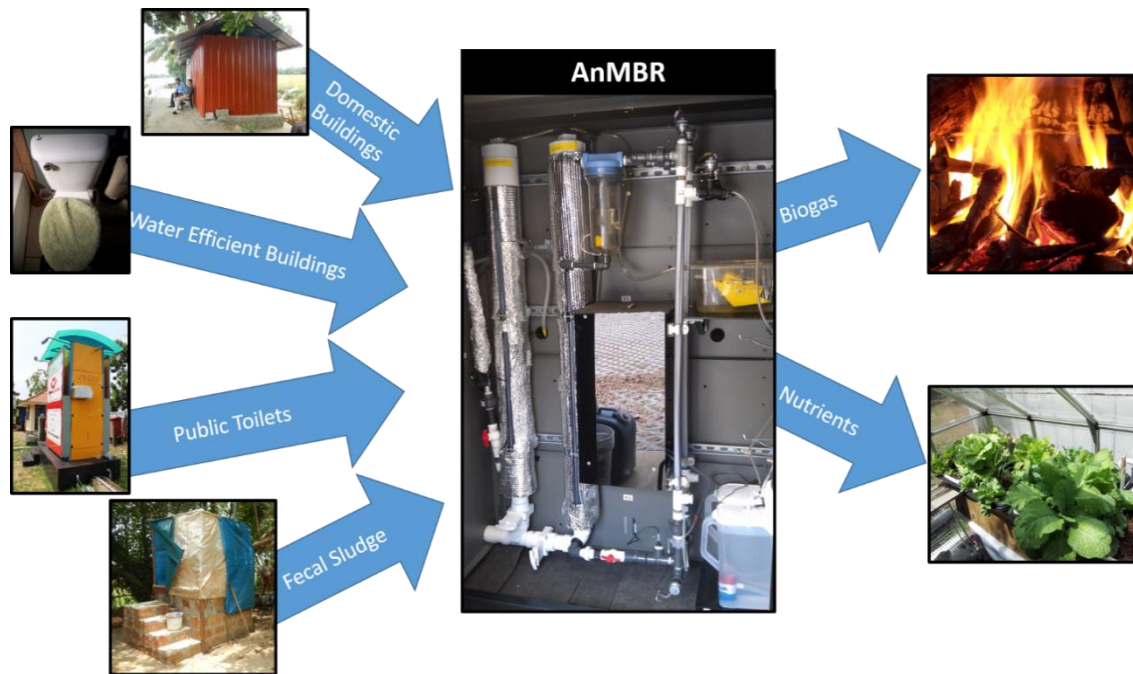 AnMBR
Domestic
Buildings
Water Efficient Buildings
Public Toilets
Fecal Sludge
Biogas
Nutrients